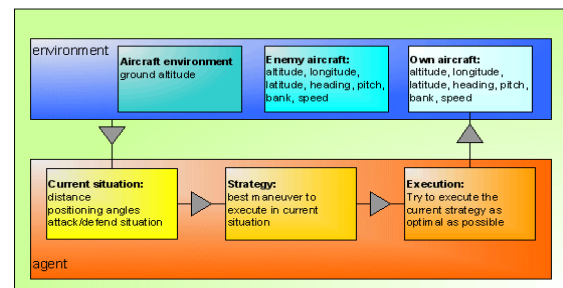 environment
Aircraft environment
ground altitude
Enemy aircraft:
altitude, longitude,
latitude, heading, pitch,
bank, speed
Own aircraft:
altitude, longitude,
latitude, heading, pitch,
bank, speed
Current situation:
distance
positioning angles
attack/defend situation
Strategy:
best maneuver to
execute in current
situation
Execution:
Try to execute the
current strategy as
optimal as possible
agent